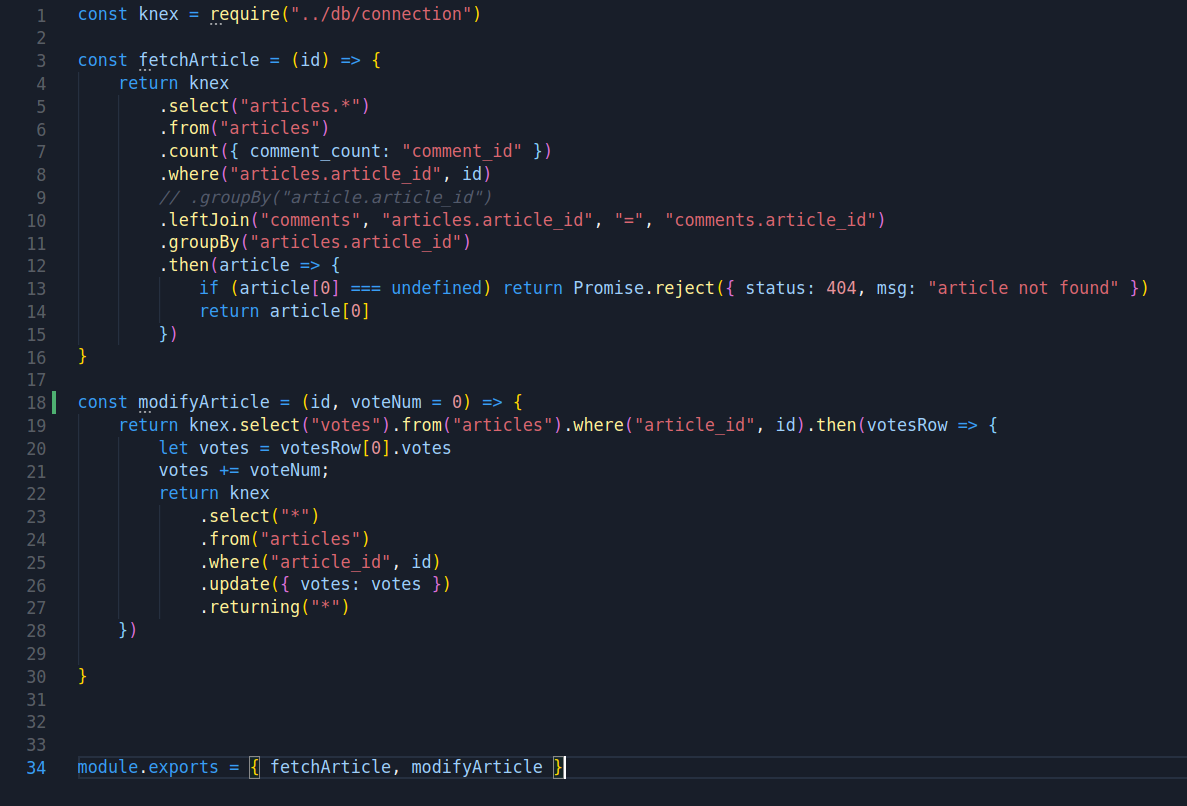 1 const knex = require("../db/connection")
2
3 const fetchArticle = (id) => {
4     return knex
5         .select("articles.*")
6         .from("articles")
7         .count({ comment_count: "comment_id" })
8         .where("articles.article_id", id)
9         // .groupBy("article.article_id")
10         .leftJoin("comments", "articles.article_id", "=", "comments.article_id")
11         .groupBy("articles.article_id")
12         .then(article => {
13             if (article[0] === undefined) return Promise.reject({ status: 404, msg: "article not found" })
14             return article[0]
15         })
16 }
17
18 const modifyArticle = (id, voteNum = 0) => {
19     return knex.select("votes").from("articles").where("article_id", id).then(votesRow => {
20         let votes = votesRow[0].votes
21         votes += voteNum;
22         return knex
23             .select("*")
24             .from("articles")
25             .where("article_id", id)
26             .update({ votes: votes })
27             .returning("*")
28     })
29
30 }
31
32
33
34 module.exports = { fetchArticle, modifyArticle }